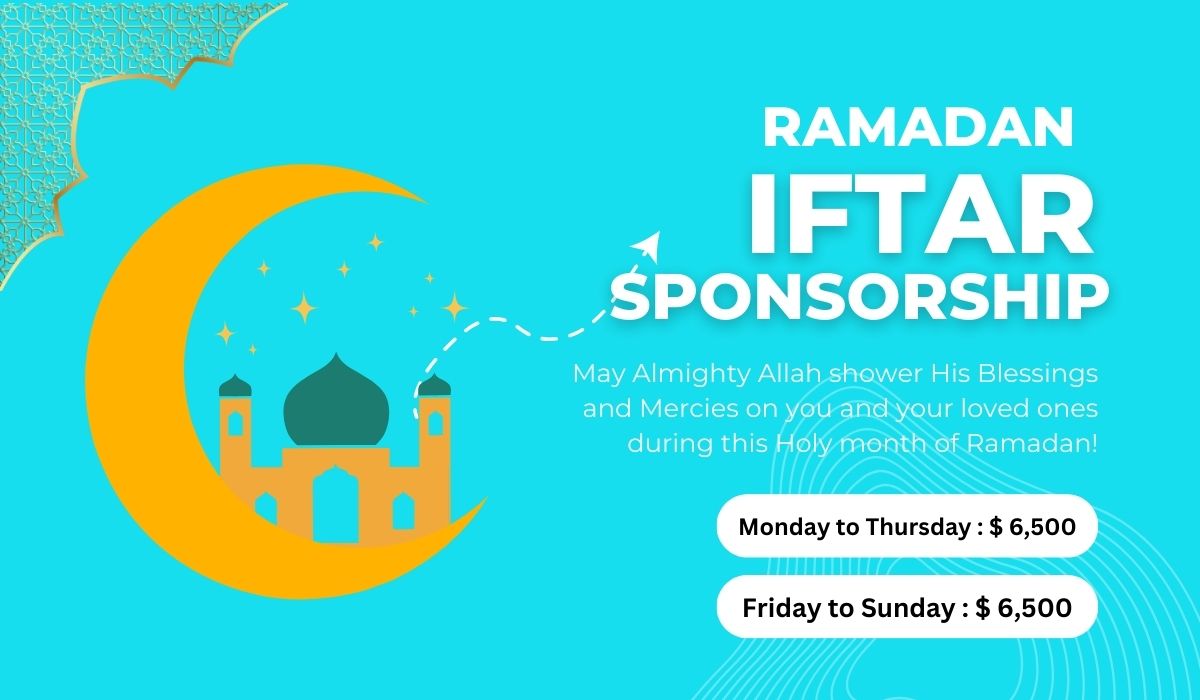 RAMADAN
IFTAR
SPONSORSHIP
May Almighty Allah shower His Blessings
and Mercies on you and your loved ones
during this Holy month of Ramadan!
Monday to Thursday : $ 6,500
Friday to Sunday : $ 6,500